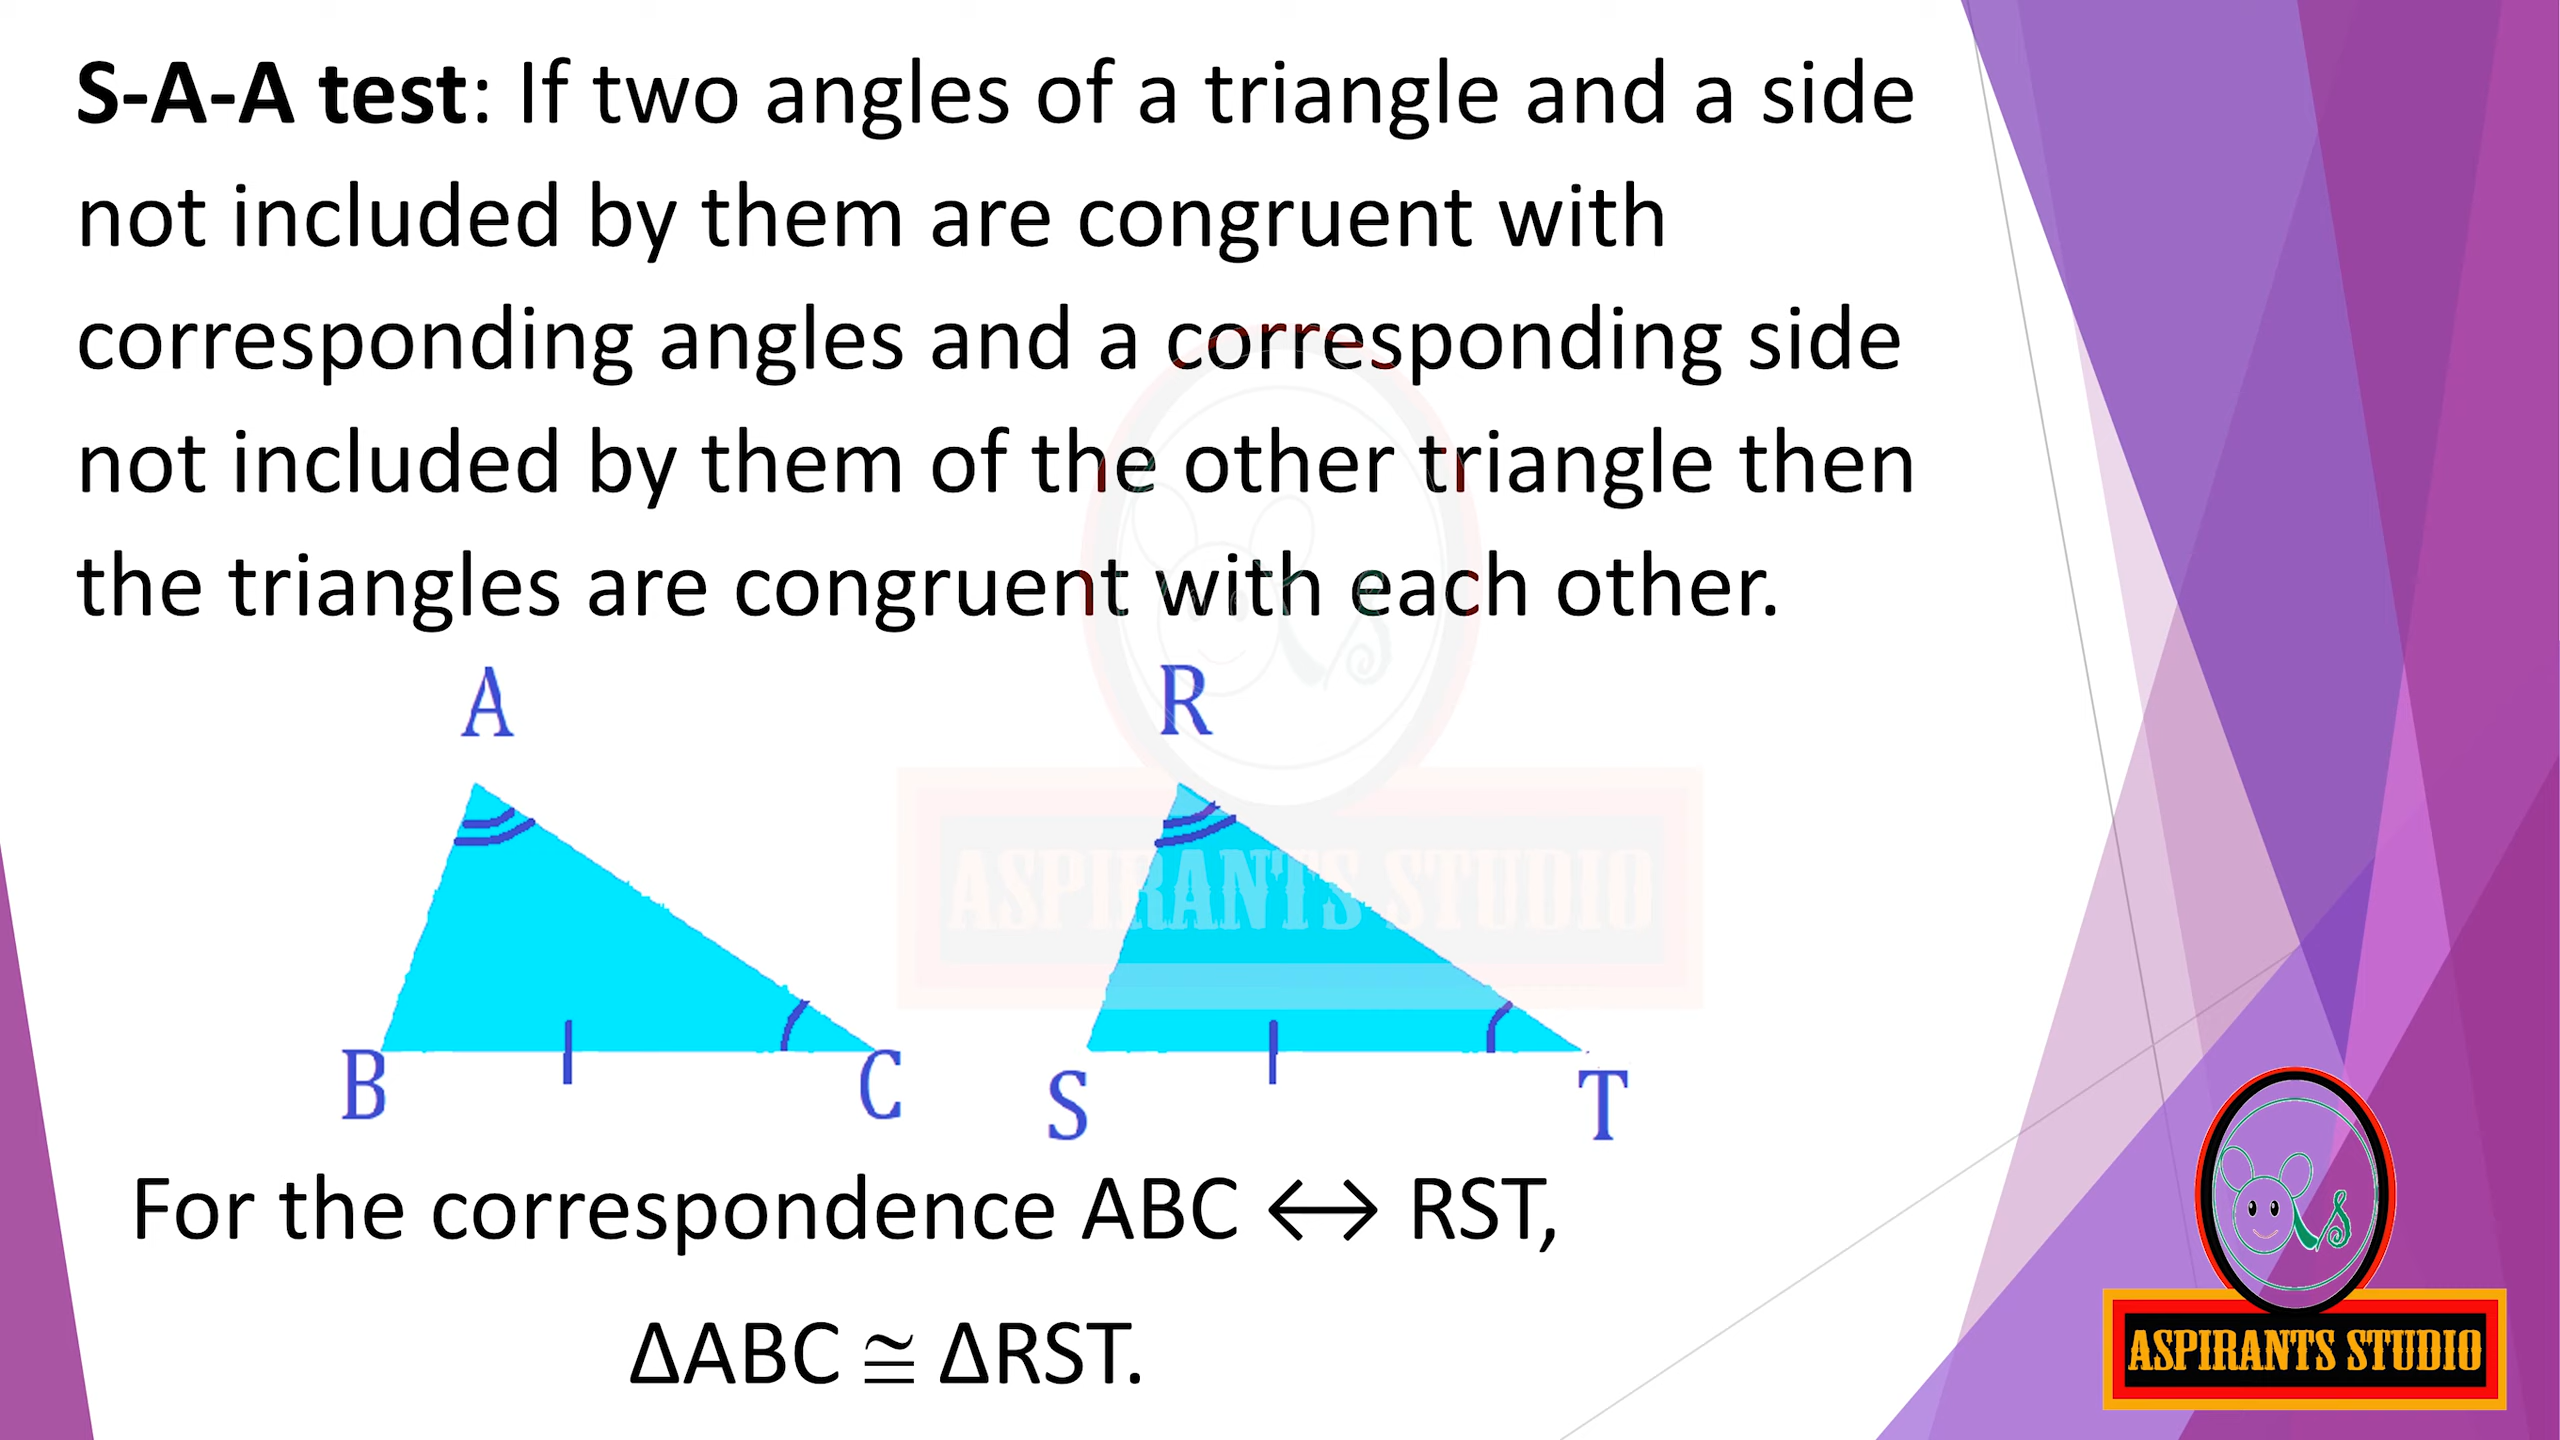 S-A-A test: If two angles of a triangle and a side
not included by them are congruent with
corresponding angles and a corresponding side
not included by them of the other triangle then
the triangles are congruent with each other.
A
R
ASPIRANTS STUDIO
B
C
S
T
For the correspondence ABC ↔ RST,
ΔABC ≅ ΔRST.
ASPIRANTS STUDIO